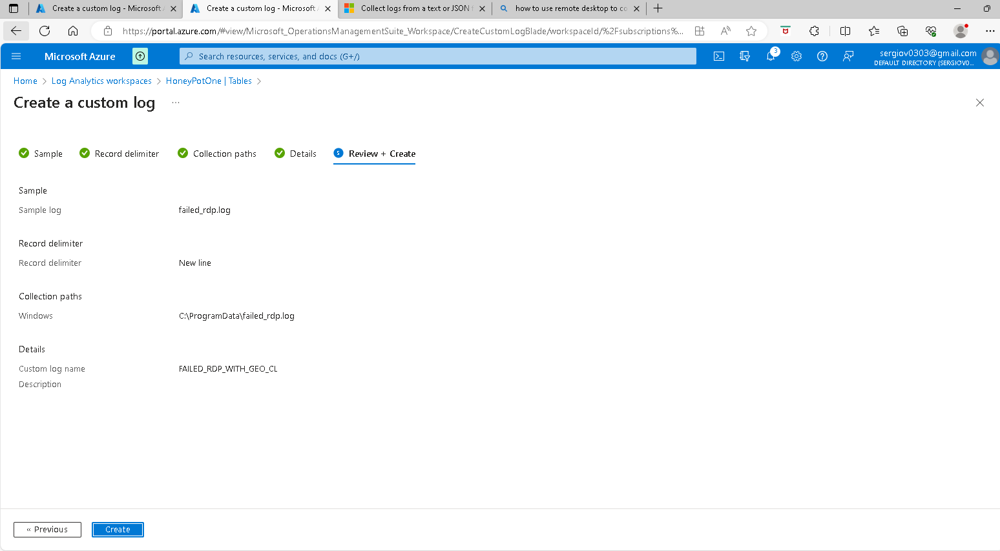 Create a custom log - Microsoft A
Create a custom log - Microsoft A
Collect logs from a text or JSON f
how to use remote desktop to co
https://portal.azure.com/#view/Microsoft_OperationsManagementSuite_Workspace/CreateCustomLogBlade/workspaceId/%2Fsubscriptions%...
Microsoft Azure
Search resources, services, and docs (G+/)
3
sergiov0303@gmail.com
DEFAULT DIRECTORY (SERGIOV0...
Home > Log Analytics workspaces > HoneyPotOne | Tables >
Create a custom log ...
Sample
Record delimiter
Collection paths
Details
5 Review + Create
Sample
Sample log failed_rdp.log
Record delimiter
Record delimiter New line
Collection paths
Windows C:\ProgramData\failed_rdp.log
Details
Custom log name FAILED_RDP_WITH_GEO_CL
Description
« Previous
Create